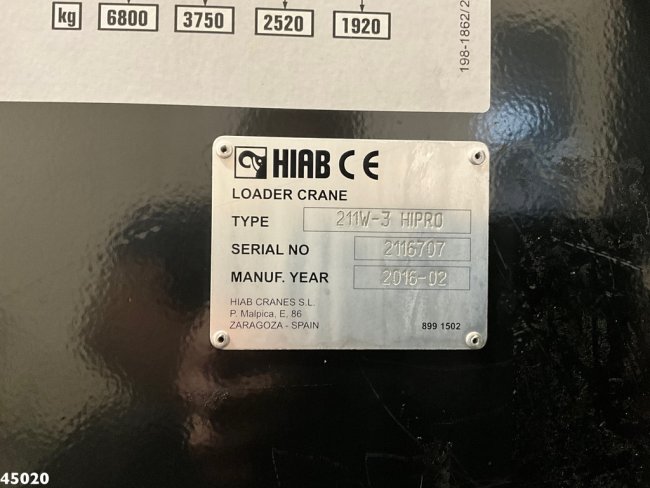 kg 6800 3750 2520 1920
198-1862/2
HIAB CE
LOADER CRANE
TYPE 211W-3 HIPRO
SERIAL NO 2116707
MANUF. YEAR 2016-02
HIAB CRANES S.L.
P. Malpica, E, 86
ZARAGOZA - SPAIN
899 1502
45020